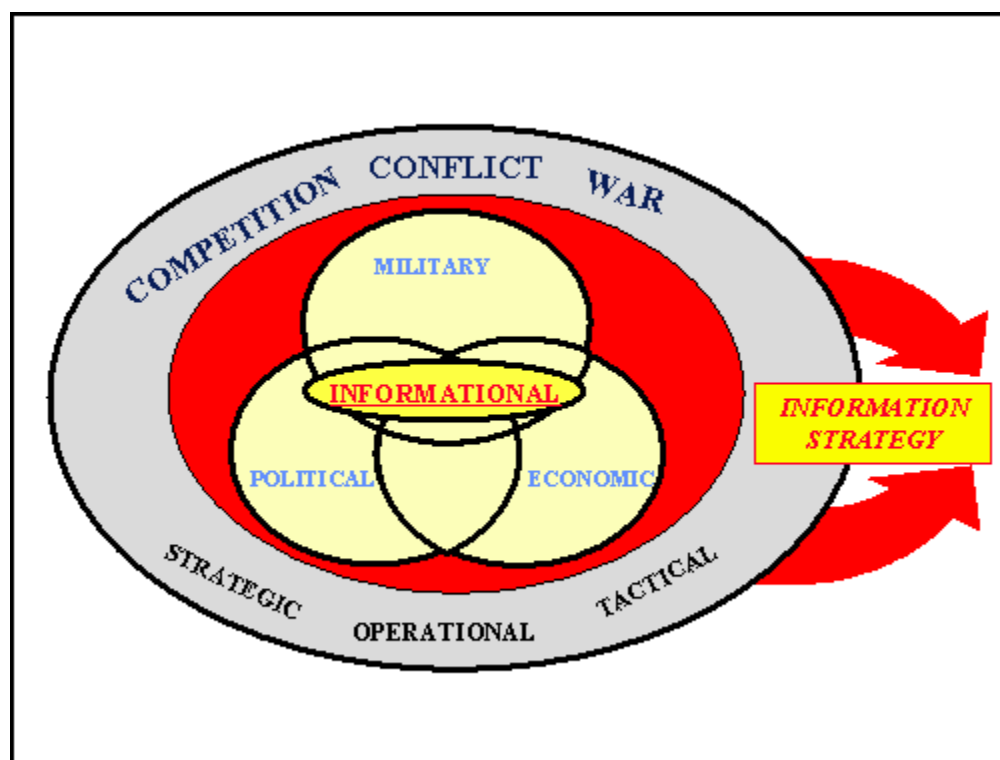 COMPETITION
CONFLICT
WAR
MILITARY
INFORMATIONAL
POLITICAL
ECONOMIC
INFORMATION
STRATEGY
STRATEGIC
OPERATIONAL
TACTICAL